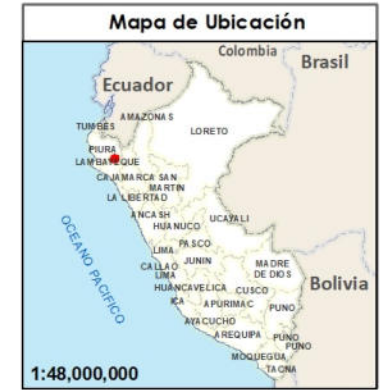 Mapa de Ubicación
Colombia
Brasil
Ecuador
AMAZONAS
TUMBES
LORETO
PIURA
LAMBAYEQUE
CAJAMARCA SAN
MARTIN
LA LIBERTAD
ANCASH
UCAYALI
HUANUCO
OCEANO PACIFICO
LIMA PASCO
JUNIN
CALLAO
LIMA
MADRE
DE DIOS
Bolivia
HUANCAVELICA CUSCO
ICA
APURIMAC PUNO
AYACUCHO
AREQUIPA PUNO
PUNO
MOQUEGUA
TACNA
1:48,000,000